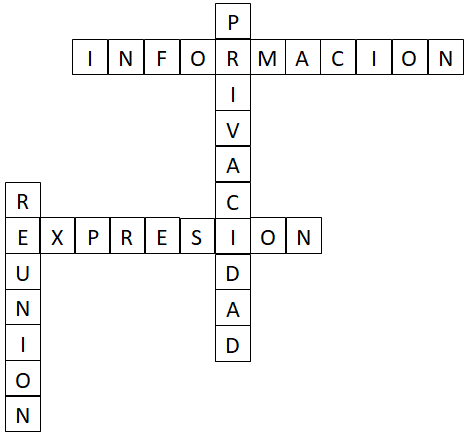 PRIVACIDAD
INFORMACION
REUNION
EXPRESION